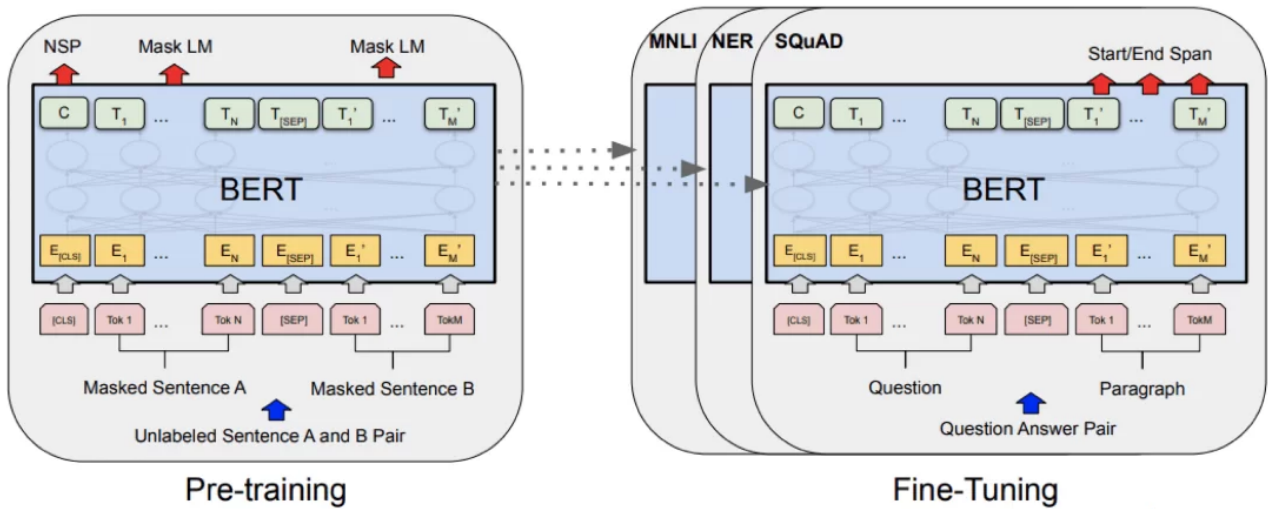 NSP Mask LM Mask LM
C T1 ... TN T[SEP] T1' ... TM'
BERT
E[CLS] E1 ... EN E[SEP] E1' ... EM'
[CLS] Tok 1 ... Tok N [SEP] Tok 1 ... TokM
Masked Sentence A Masked Sentence B
Unlabeled Sentence A and B Pair
Pre-training
MNLI NER SQuAD
Start/End Span
C T1 ... TN T[SEP] T1' ... TM'
BERT
E[CLS] E1 ... EN E[SEP] E1' ... EM'
[CLS] Tok 1 ... Tok N [SEP] Tok 1 ... TokM
Question Paragraph
Question Answer Pair
Fine-Tuning